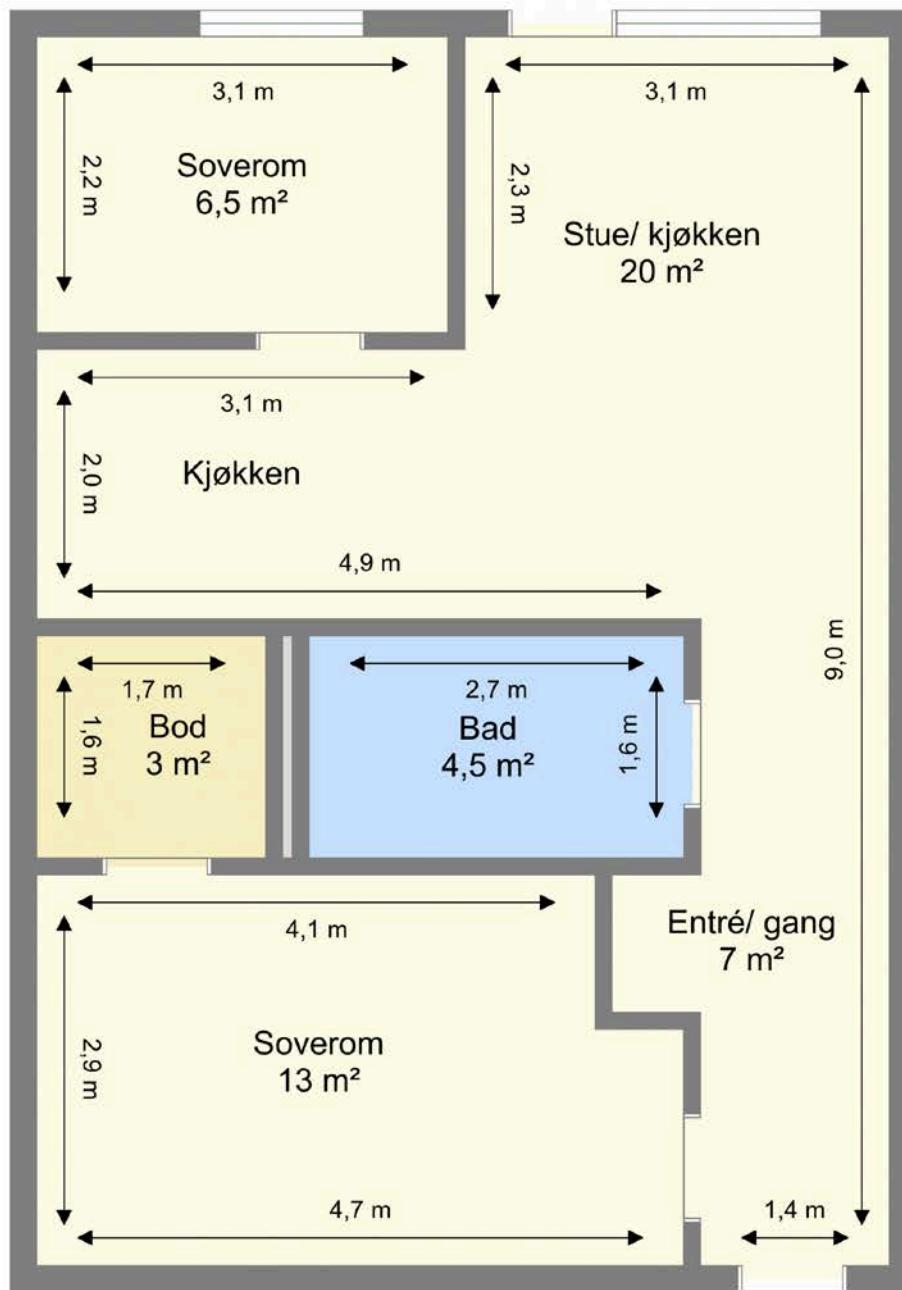 3,1 m
3,1 m
2,2 m
Soverom
6,5 m²
2,3 m
Stue/ kjøkken
20 m²
3,1 m
2,0 m
Kjøkken
4,9 m
9,0 m
1,7 m
1,6 m
Bod
3 m²
2,7 m
Bad
4,5 m²
1,6 m
4,1 m
Entré/ gang
7 m²
2,9 m
Soverom
13 m²
4,7 m
1,4 m